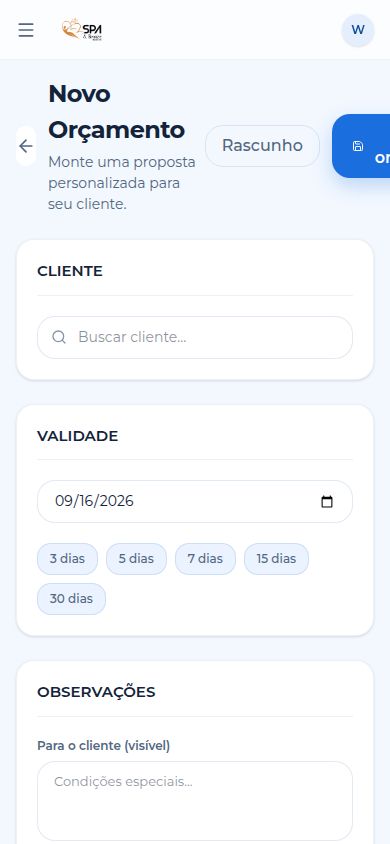 SPA
W
Novo
Orçamento
Monte uma proposta
personalizada para
seu cliente.
Rascunho
CLIENTE
Buscar cliente...
VALIDADE
09/16/2026
3 dias
5 dias
7 dias
15 dias
30 dias
OBSERVAÇÕES
Para o cliente (visível)
Condições especiais...